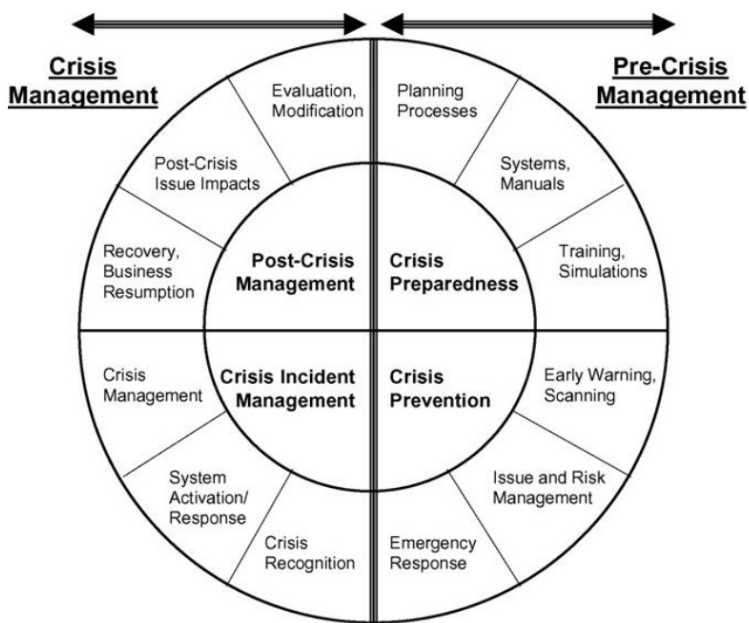 Crisis
Management
Pre-Crisis
Management
Evaluation,
Modification
Planning
Processes
Post-Crisis
Issue Impacts
Systems,
Manuals
Recovery,
Business
Resumption
Training,
Simulations
Post-Crisis
Management
Crisis
Preparedness
Crisis Incident
Management
Crisis
Prevention
Crisis
Management
Early Warning,
Scanning
System
Activation/
Response
Issue and Risk
Management
Crisis
Recognition
Emergency
Response